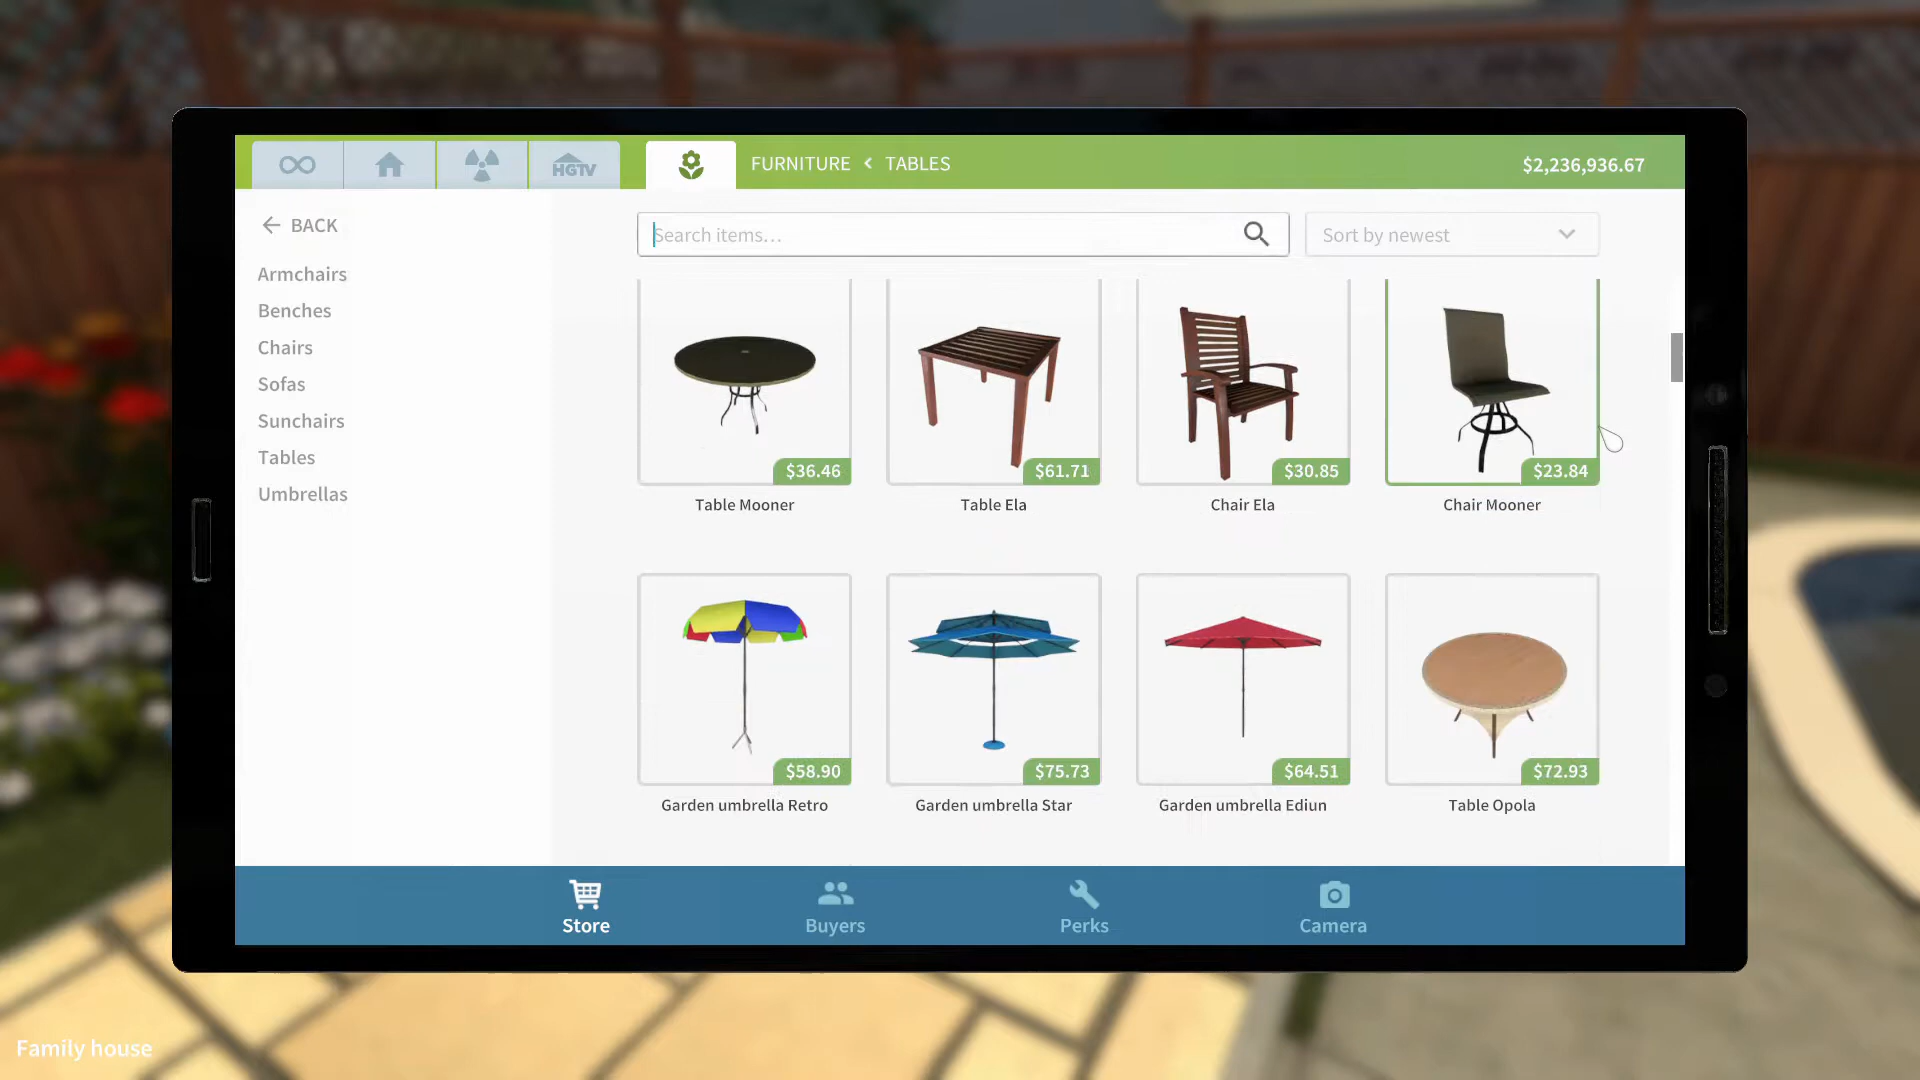 HGTV
FURNITURE < TABLES
$2,236,936.67
BACK
Search items...
Sort by newest
Armchairs
Benches
Chairs
Sofas
Sunchairs
Tables
Umbrellas
$36.46
$61.71
$30.85
$23.84
Table Mooner
Table Ela
Chair Ela
Chair Mooner
$58.90
$75.73
$64.51
$72.93
Garden umbrella Retro
Garden umbrella Star
Garden umbrella Ediun
Table Opola
Store
Buyers
Perks
Camera
Family house